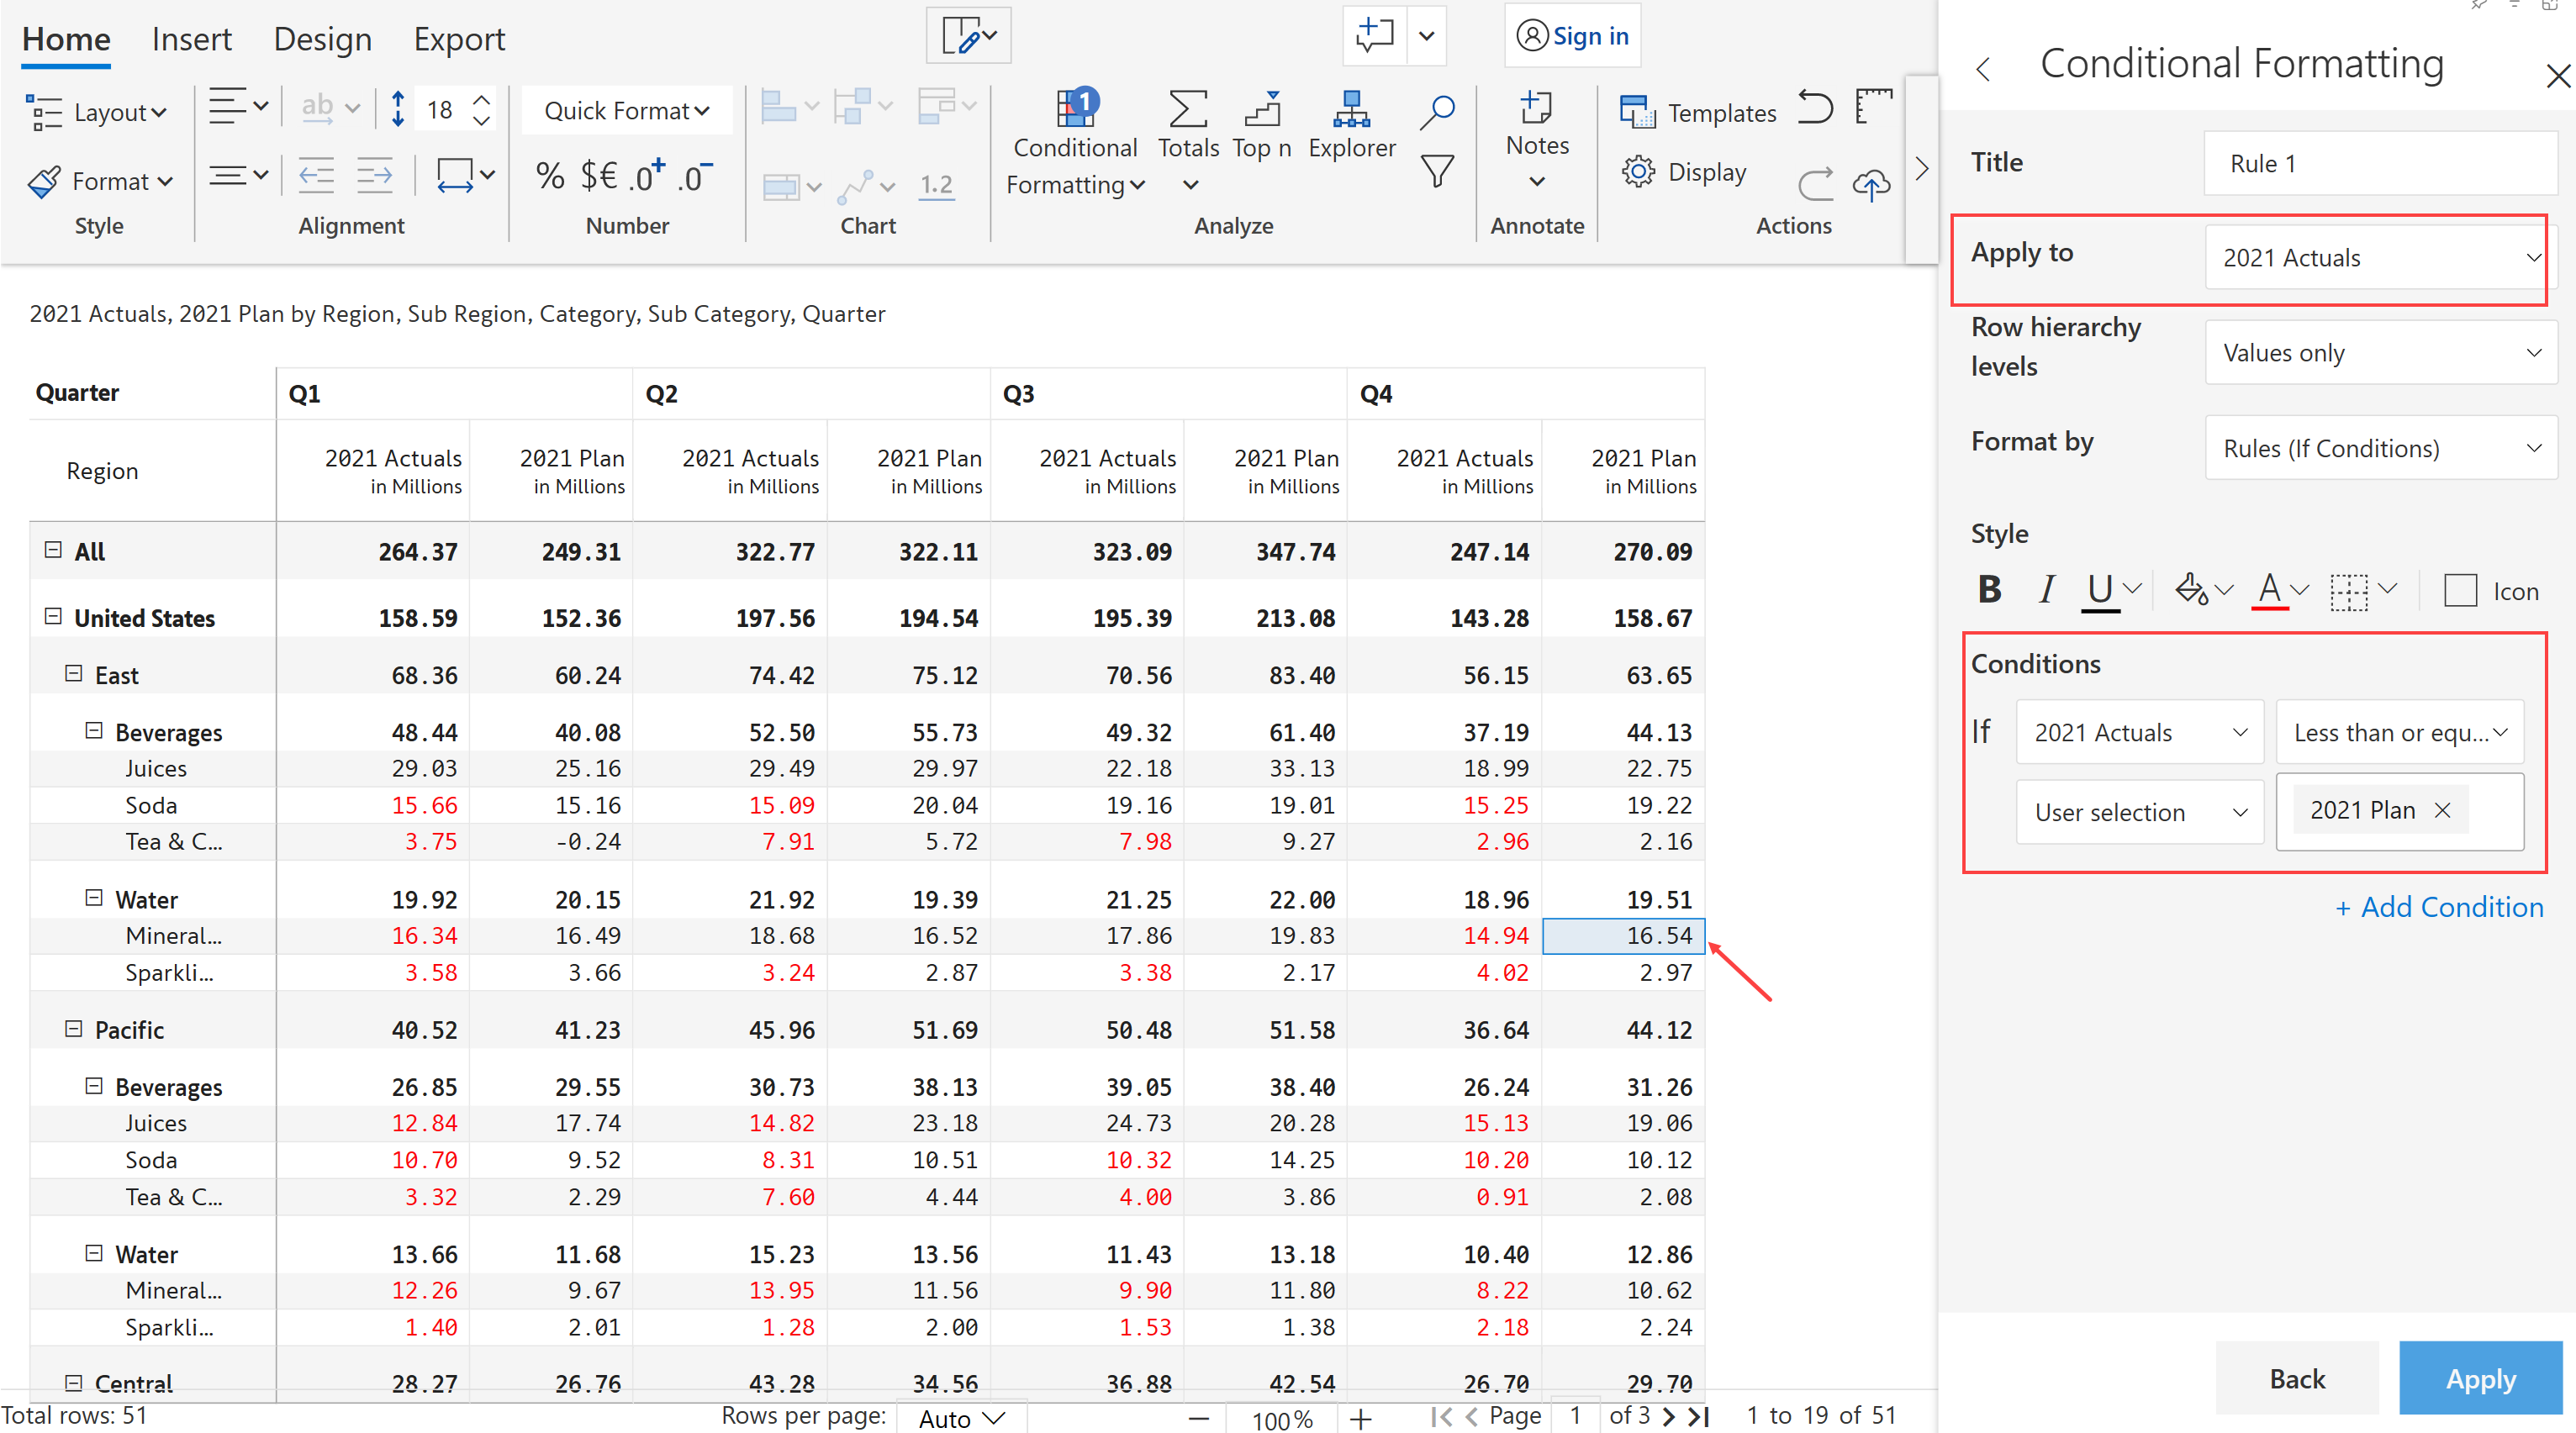 Home Insert Design Export Sign in
Layout ab 18 Quick Format 1 Templates
Conditional Formatting Totals Top n Explorer Notes
Format % $€ .0+ .0− 1.2 Display
Style Alignment Number Chart Analyze Annotate Actions
2021 Actuals, 2021 Plan by Region, Sub Region, Category, Sub Category, Quarter
Quarter Q1 Q2 Q3 Q4
Region 2021 Actuals 2021 Plan 2021 Actuals 2021 Plan 2021 Actuals 2021 Plan 2021 Actuals 2021 Plan
in Millions in Millions in Millions in Millions in Millions in Millions in Millions in Millions
All 264.37 249.31 322.77 322.11 323.09 347.74 247.14 270.09
United States 158.59 152.36 197.56 194.54 195.39 213.08 143.28 158.67
East 68.36 60.24 74.42 75.12 70.56 83.40 56.15 63.65
Beverages 48.44 40.08 52.50 55.73 49.32 61.40 37.19 44.13
Juices 29.03 25.16 29.49 29.97 22.18 33.13 18.99 22.75
Soda 15.66 15.16 15.09 20.04 19.16 19.01 15.25 19.22
Tea & C... 3.75 -0.24 7.91 5.72 7.98 9.27 2.96 2.16
Water 19.92 20.15 21.92 19.39 21.25 22.00 18.96 19.51
Mineral... 16.34 16.49 18.68 16.52 17.86 19.83 14.94 16.54
Sparkli... 3.58 3.66 3.24 2.87 3.38 2.17 4.02 2.97
Pacific 40.52 41.23 45.96 51.69 50.48 51.58 36.64 44.12
Beverages 26.85 29.55 30.73 38.13 39.05 38.40 26.24 31.26
Juices 12.84 17.74 14.82 23.18 24.73 20.28 15.13 19.06
Soda 10.70 9.52 8.31 10.51 10.32 14.25 10.20 10.12
Tea & C... 3.32 2.29 7.60 4.44 4.00 3.86 0.91 2.08
Water 13.66 11.68 15.23 13.56 11.43 13.18 10.40 12.86
Mineral... 12.26 9.67 13.95 11.56 9.90 11.80 8.22 10.62
Sparkli... 1.40 2.01 1.28 2.00 1.53 1.38 2.18 2.24
Central 28.27 26.76 43.28 34.56 36.88 42.54 26.70 29.70
Total rows: 51 Rows per page: Auto 100% Page 1 of 3 1 to 19 of 51
Conditional Formatting
Title Rule 1
Apply to 2021 Actuals
Row hierarchy levels Values only
Format by Rules (If Conditions)
Style
B I U A Icon
Conditions
If 2021 Actuals Less than or equ...
User selection 2021 Plan
+ Add Condition
Back Apply